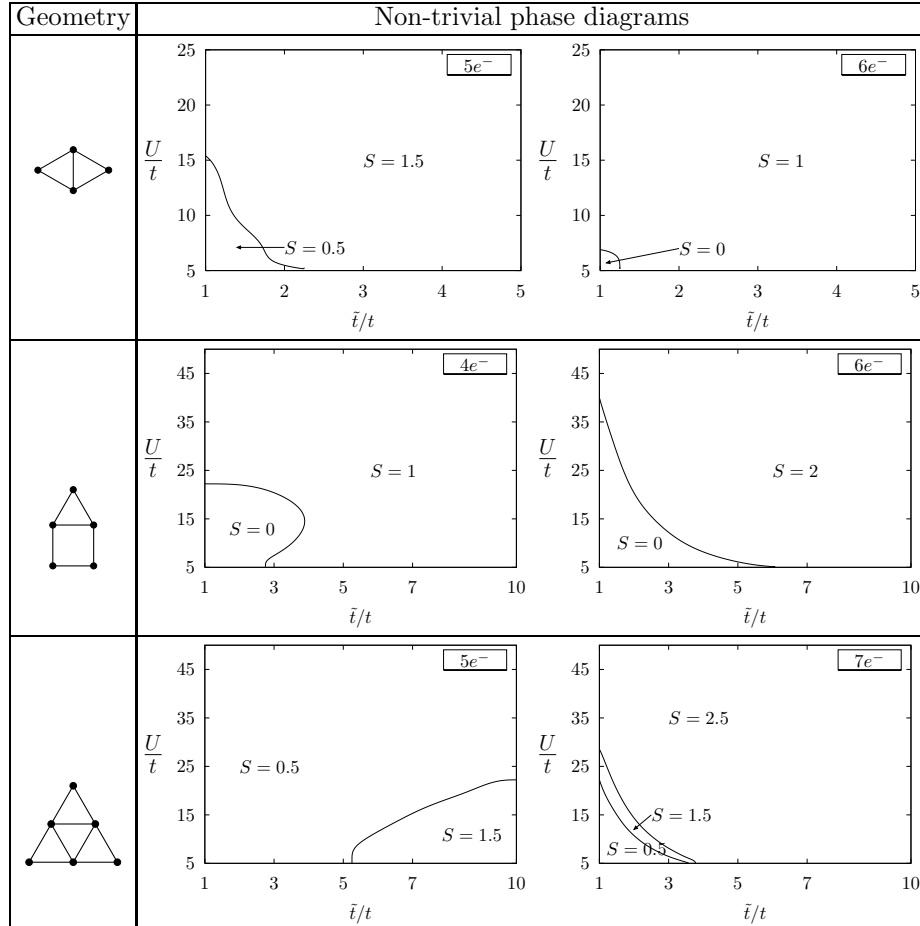 Geometry Non-trivial phase diagrams
5e⁻
25
20
U/t
15
10
5
S = 1.5
S = 0.5
1 2 3 4 5
t̃/t
6e⁻
25
20
U/t
15
10
5
S = 1
S = 0
1 2 3 4 5
t̃/t
4e⁻
45
35
U/t
25
15
5
S = 1
S = 0
1 3 5 7 10
t̃/t
6e⁻
45
35
U/t
25
15
5
S = 2
S = 0
1 3 5 7 10
t̃/t
5e⁻
45
35
U/t
25
15
5
S = 0.5
S = 1.5
1 3 5 7 10
t̃/t
7e⁻
45
35
U/t
25
15
5
S = 2.5
S = 1.5
S = 0.5
1 3 5 7 10
t̃/t